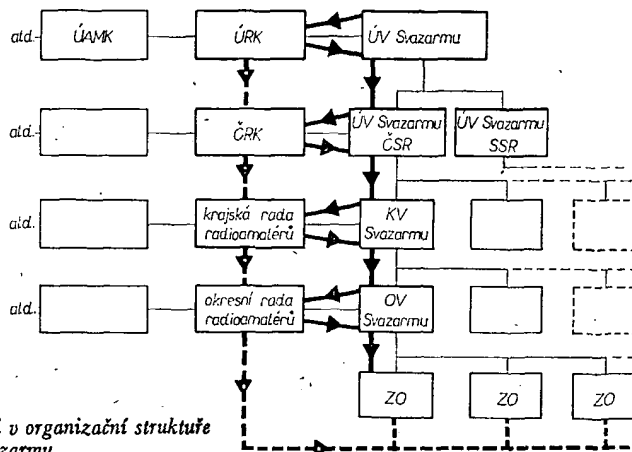 atd. ÚAMK ÚRK ÚV Svazarmu
atd. ČRK ÚV Svazarmu ČSR ÚV Svazarmu SSR
atd. krajská rada radioamatérů KV Svazarmu
atd. okresní rada radioamatérů OV Svazarmu
ZO ZO ZO
v organizační struktuře